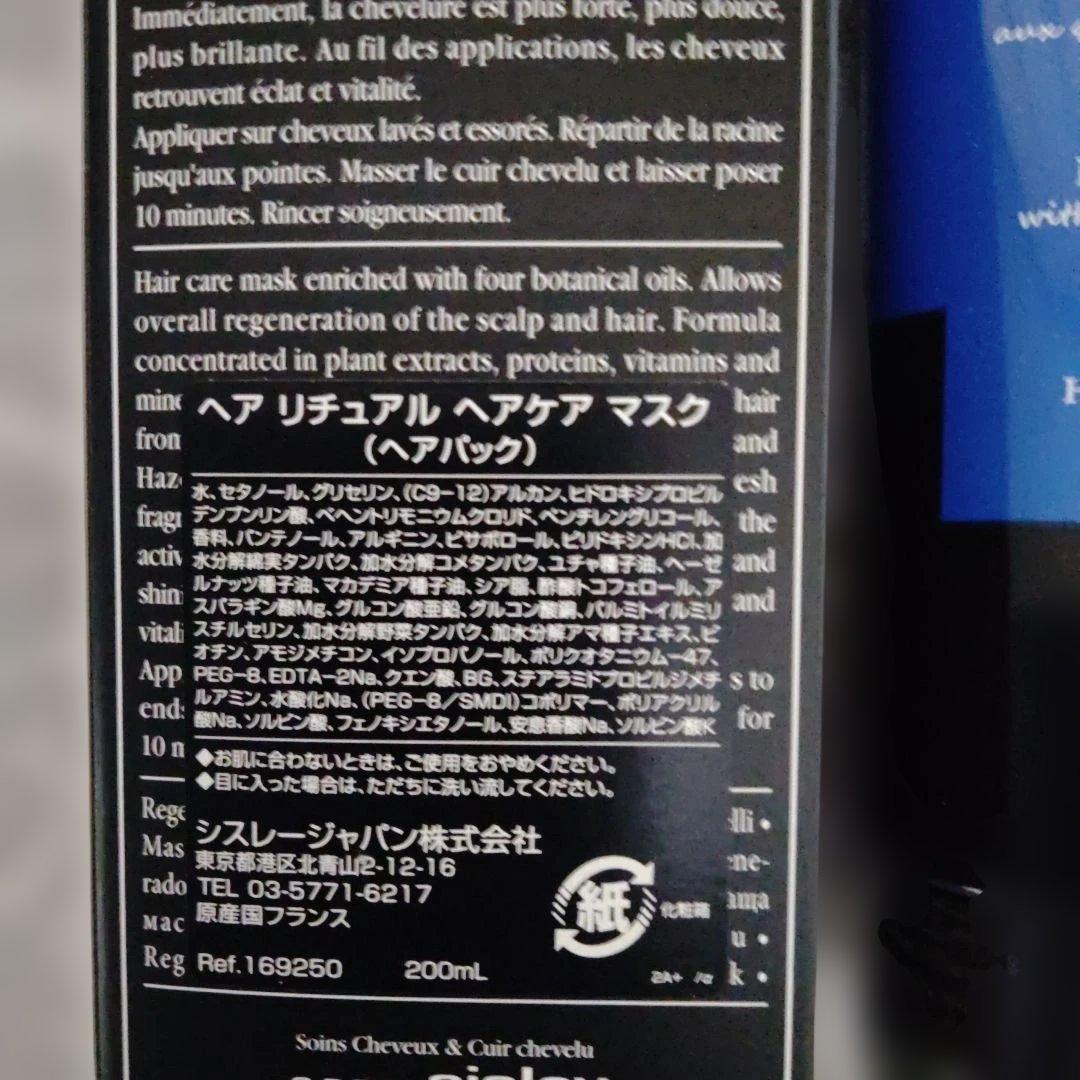 Immédiatement, la chevelure est plus forte, plus douce,
plus brillante. Au fil des applications, les cheveux
retrouvent éclat et vitalité.
Appliquer sur cheveux lavés et essorés. Répartir de la racine
jusqu'aux pointes. Masser le cuir chevelu et laisser poser
10 minutes. Rincer soigneusement.
Hair care mask enriched with four botanical oils. Allows
overall regeneration of the scalp and hair. Formula
concentrated in plant extracts, proteins, vitamins and
hair
and
esh
the
and
and
s to
for
10 m
ヘア リチュアル ヘアケア マスク
(ヘアパック)
水、セタノール、グリセリン、(C9-12)アルカン、ヒドロキシプロピル
デンプンリン酸、ベヘントリモニウムクロリド、ペンチレングリコール、
香料、パンテノール、アルギニン、ビサボロール、ピリドキシンHCl、加
水分解綿実タンパク、加水分解コメタンパク、ユチャ種子油、ヘーゼ
ルナッツ種子油、マカデミア種子油、シア脂、酢酸トコフェロール、ア
スパラギン酸Mg、グルコン酸亜鉛、グルコン酸銅、パルミトイルミリ
スチルセリン、加水分解野菜タンパク、加水分解アマ種子エキス、ビ
オチン、アモジメチコン、イソプロパノール、ポリクオタニウム-47、
PEG-8、EDTA-2Na、クエン酸、BG、ステアラミドプロピルジメチ
ルアミン、水酸化Na、(PEG-8/SMDI)コポリマー、ポリアクリル
酸Na、ソルビン酸、フェノキシエタノール、安息香酸Na、ソルビン酸K
◆お肌に合わないときは、ご使用をおやめください。
◆目に入った場合は、ただちに洗い流してください。
シスレージャパン株式会社
東京都港区北青山2-12-16
TEL 03-5771-6217
原産国フランス
紙 化粧箱
Ref.169250 200mL
2A+
Soins Cheveux & Cuir chevelu
with